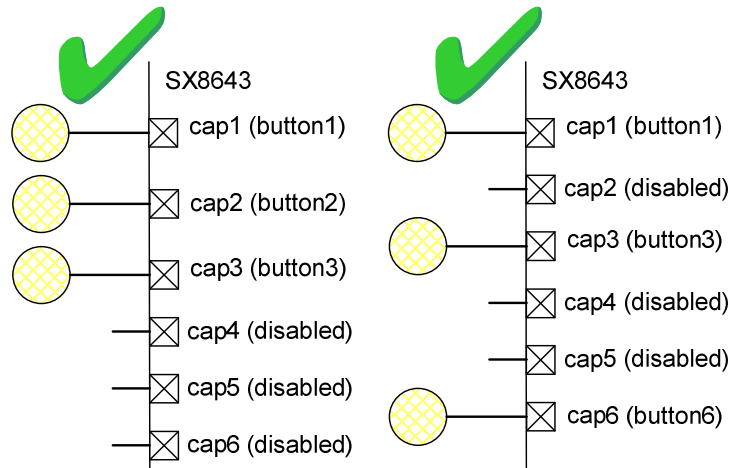 SX8643
cap1 (button1)
cap2 (button2)
cap3 (button3)
cap4 (disabled)
cap5 (disabled)
cap6 (disabled)
SX8643
cap1 (button1)
cap2 (disabled)
cap3 (button3)
cap4 (disabled)
cap5 (disabled)
cap6 (button6)